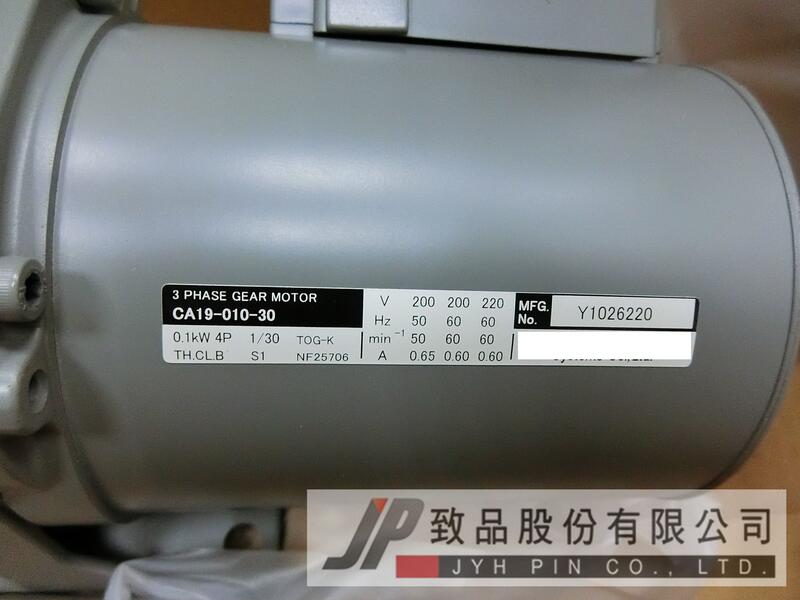 3 PHASE GEAR MOTOR
CA19-010-30
0.1kW 4P 1/30 TOG-K
TH.CL.B S1 NF25706
V 200 200 220
Hz 50 60 60
min⁻¹ 50 60 60
A 0.65 0.60 0.60
MFG. No. Y1026220
JP 致品股份有限公司
JYH PIN CO., LTD.